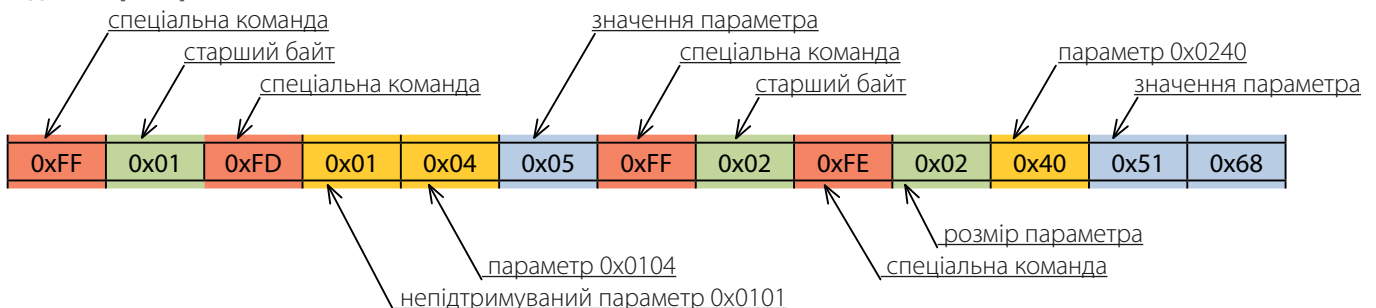 спеціальна команда значення параметра
старший байт спеціальна команда параметр 0x0240
спеціальна команда старший байт значення параметра
0xFF 0x01 0xFD 0x01 0x04 0x05 0xFF 0x02 0xFE 0x02 0x40 0x51 0x68
розмір параметра
параметр 0x0104 спеціальна команда
непідтримуваний параметр 0x0101